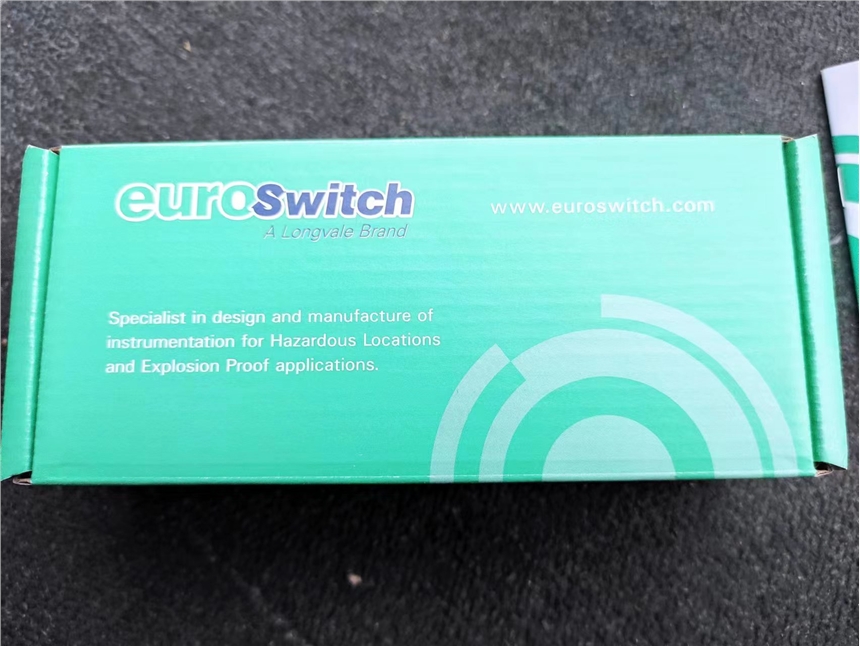 euroSwitch
www.euroswitch.com
A Longvale Brand
Specialist in design and manufacture of
instrumentation for Hazardous Locations
and Explosion Proof applications.